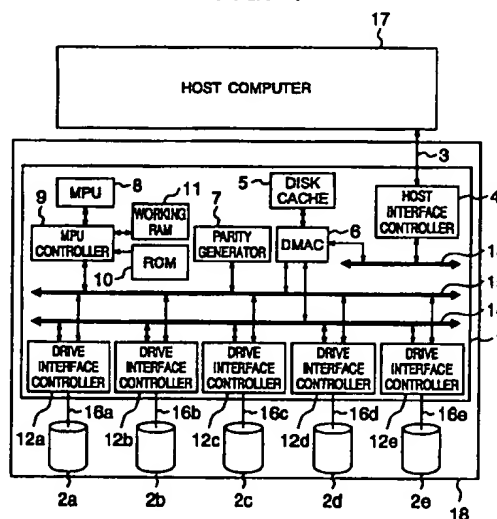 17
HOST COMPUTER
3
11
5
DISK CACHE
4
9
MPU
8
7
6
WORKING RAM
HOST INTERFACE CONTROLLER
MPU CONTROLLER
PARITY GENERATOR
DMAC
ROM
10
DRIVE INTERFACE CONTROLLER
DRIVE INTERFACE CONTROLLER
DRIVE INTERFACE CONTROLLER
DRIVE INTERFACE CONTROLLER
DRIVE INTERFACE CONTROLLER
12a
16a
12b
16b
12c
16c
12d
16d
12e
16e
2a
2b
2c
2d
2e
18